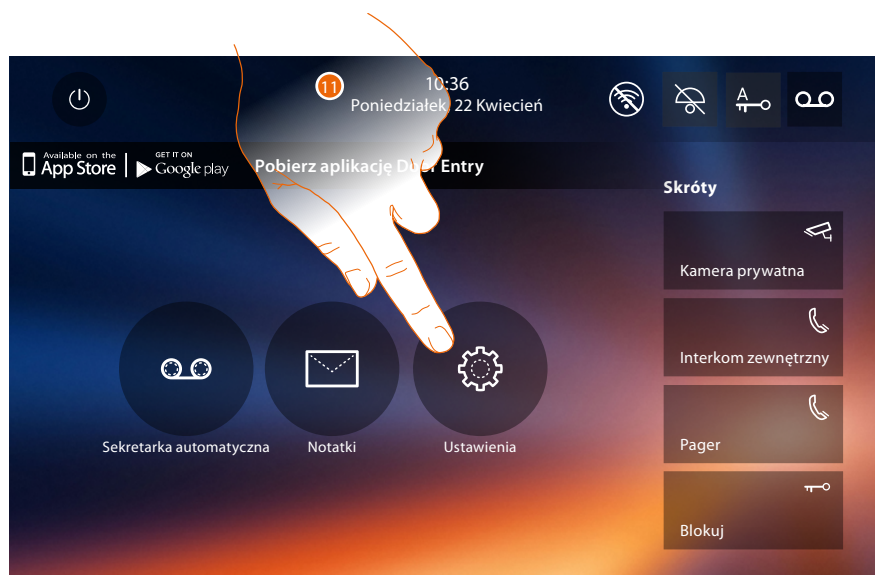 11
10:36
Poniedziałek, 22 Kwiecień
A
Available on the
App Store
GET IT ON
Google play
Pobierz aplikację Door Entry
Skróty
Kamera prywatna
Interkom zewnętrzny
Pager
Blokuj
Sekretarka automatyczna
Notatki
Ustawienia